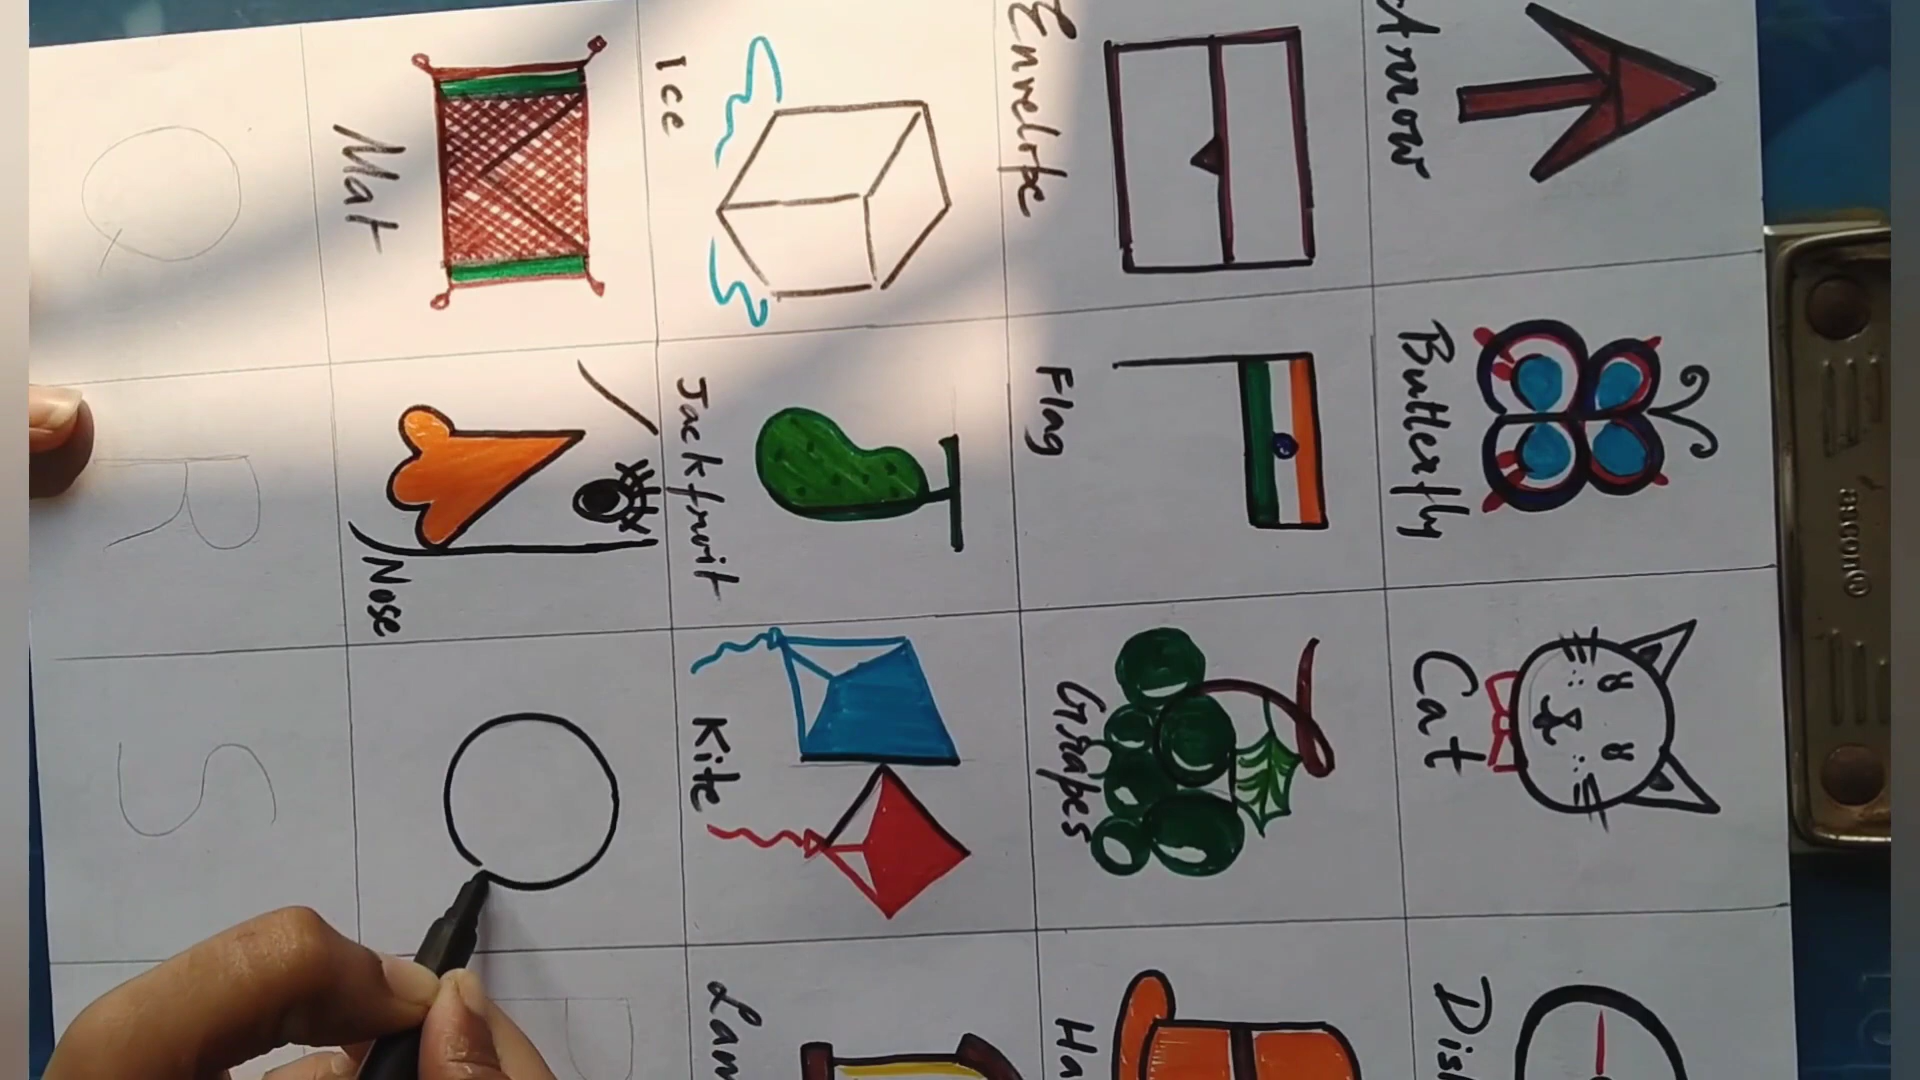 Arrow
Butterfly
Cat
Envelope
Flag
Grapes
Ice
Jackfruit
Kite
Mat
Nose
P
Q
R
S